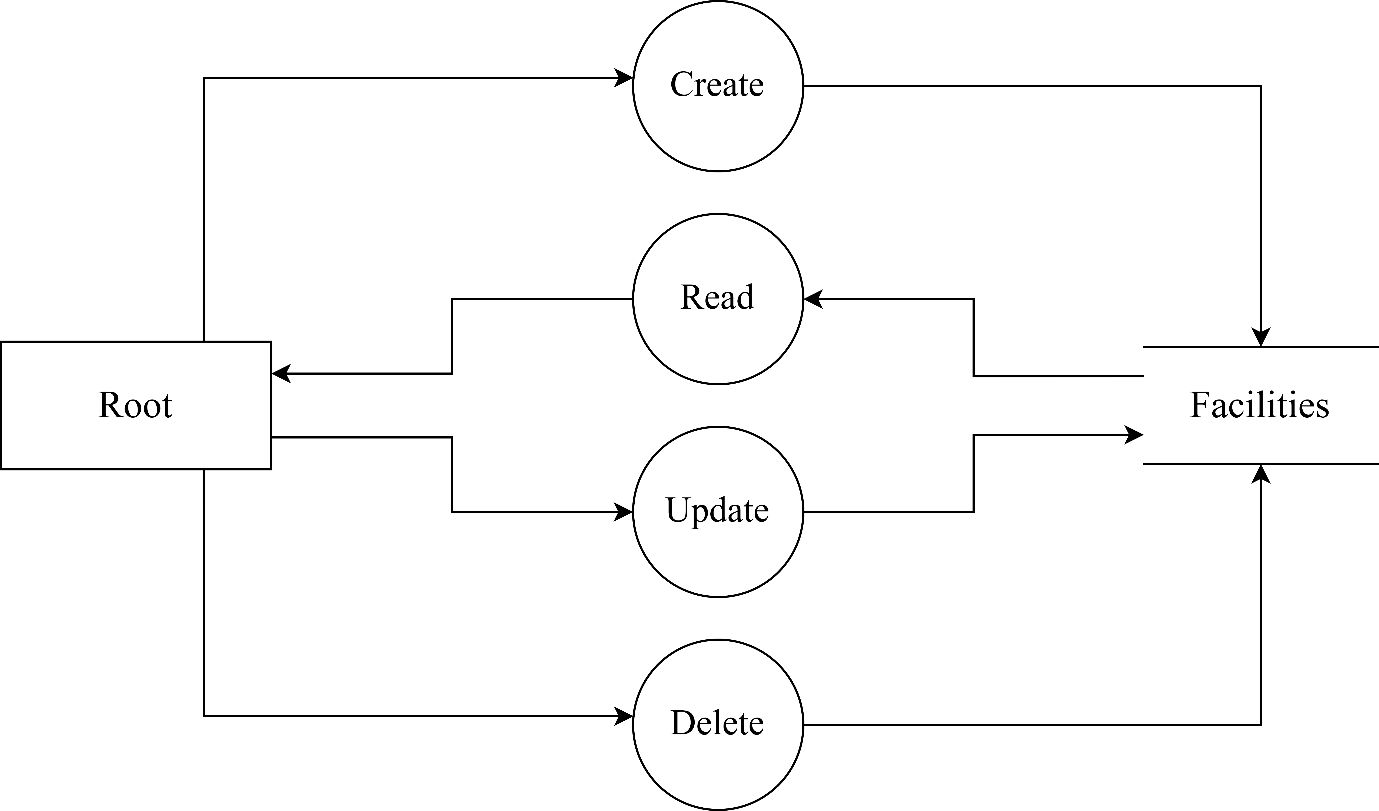 Create
Read
Root
Facilities
Update
Delete